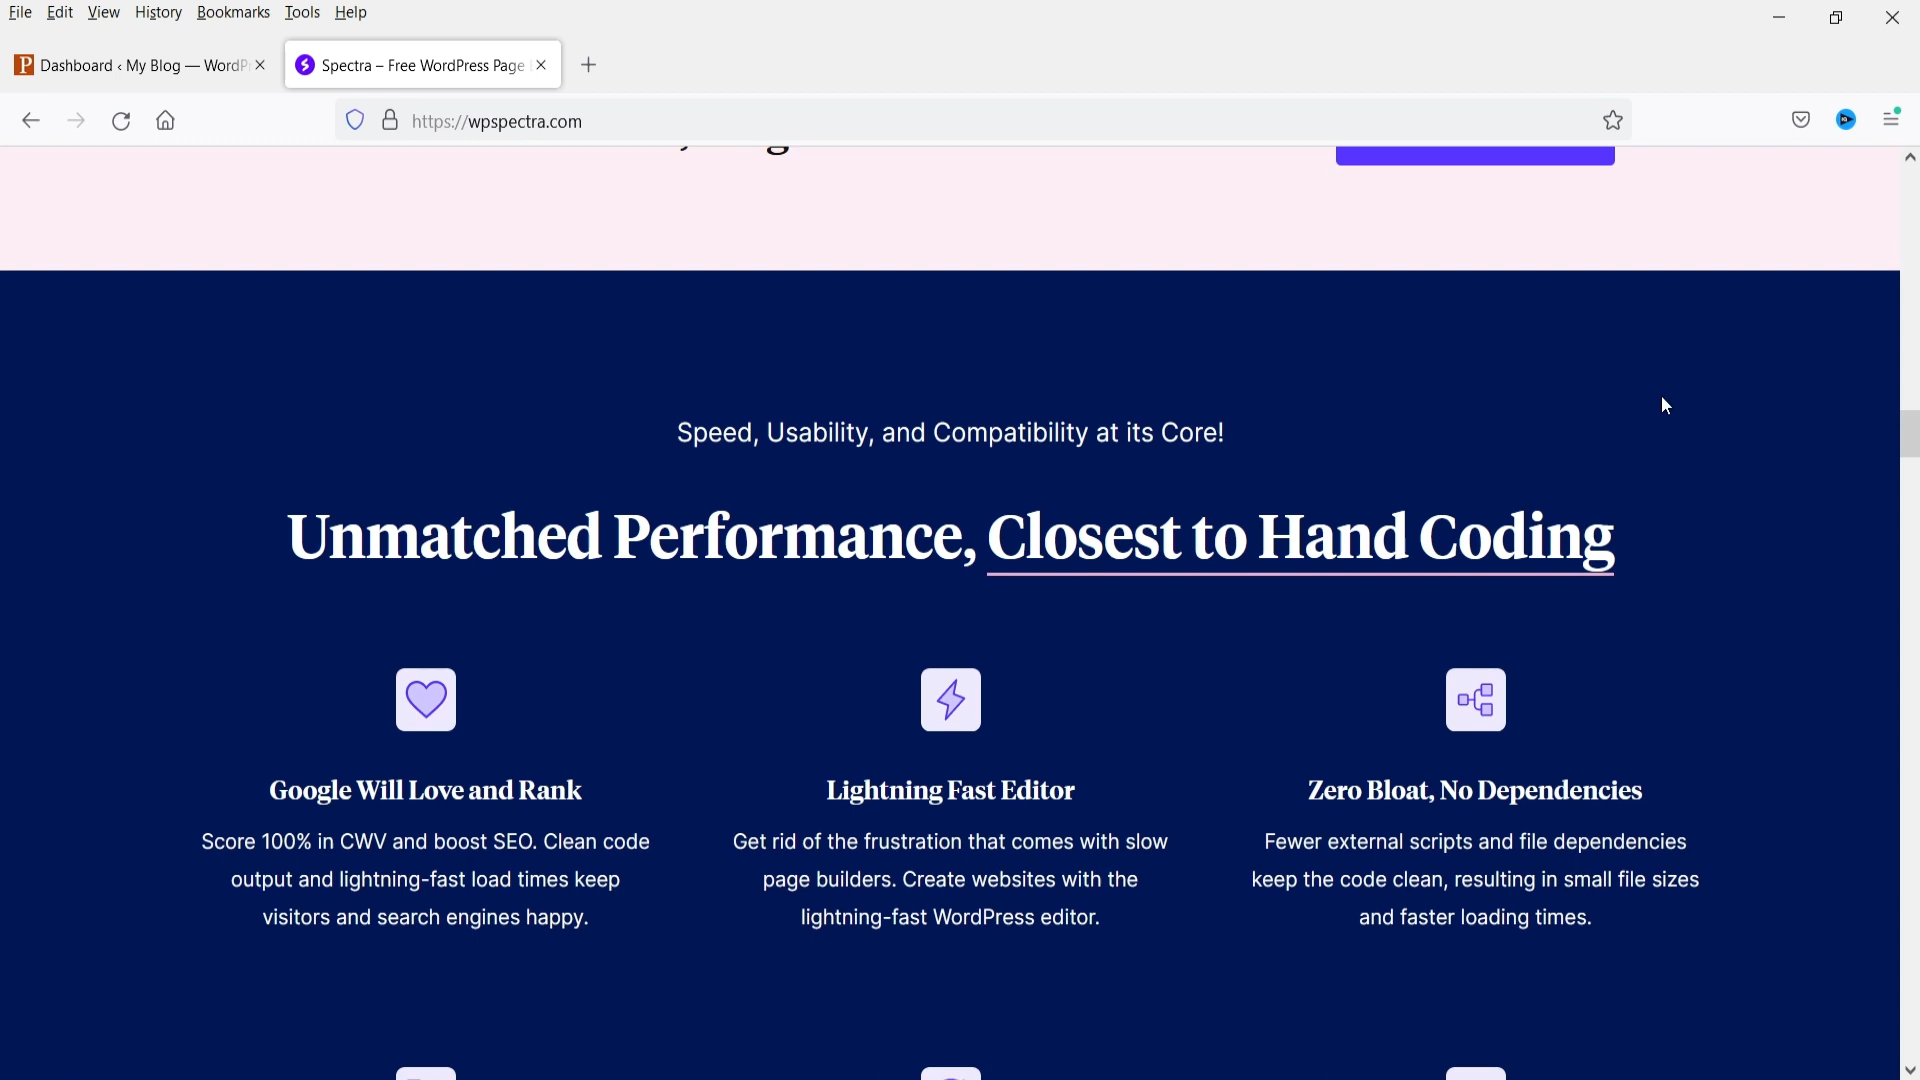 File Edit View History Bookmarks Tools Help
Dashboard ‹ My Blog — WordP
Spectra – Free WordPress Page
https://wpspectra.com
Speed, Usability, and Compatibility at its Core!
Unmatched Performance, Closest to Hand Coding
Google Will Love and Rank
Score 100% in CWV and boost SEO. Clean code
output and lightning-fast load times keep
visitors and search engines happy.
Lightning Fast Editor
Get rid of the frustration that comes with slow
page builders. Create websites with the
lightning-fast WordPress editor.
Zero Bloat, No Dependencies
Fewer external scripts and file dependencies
keep the code clean, resulting in small file sizes
and faster loading times.